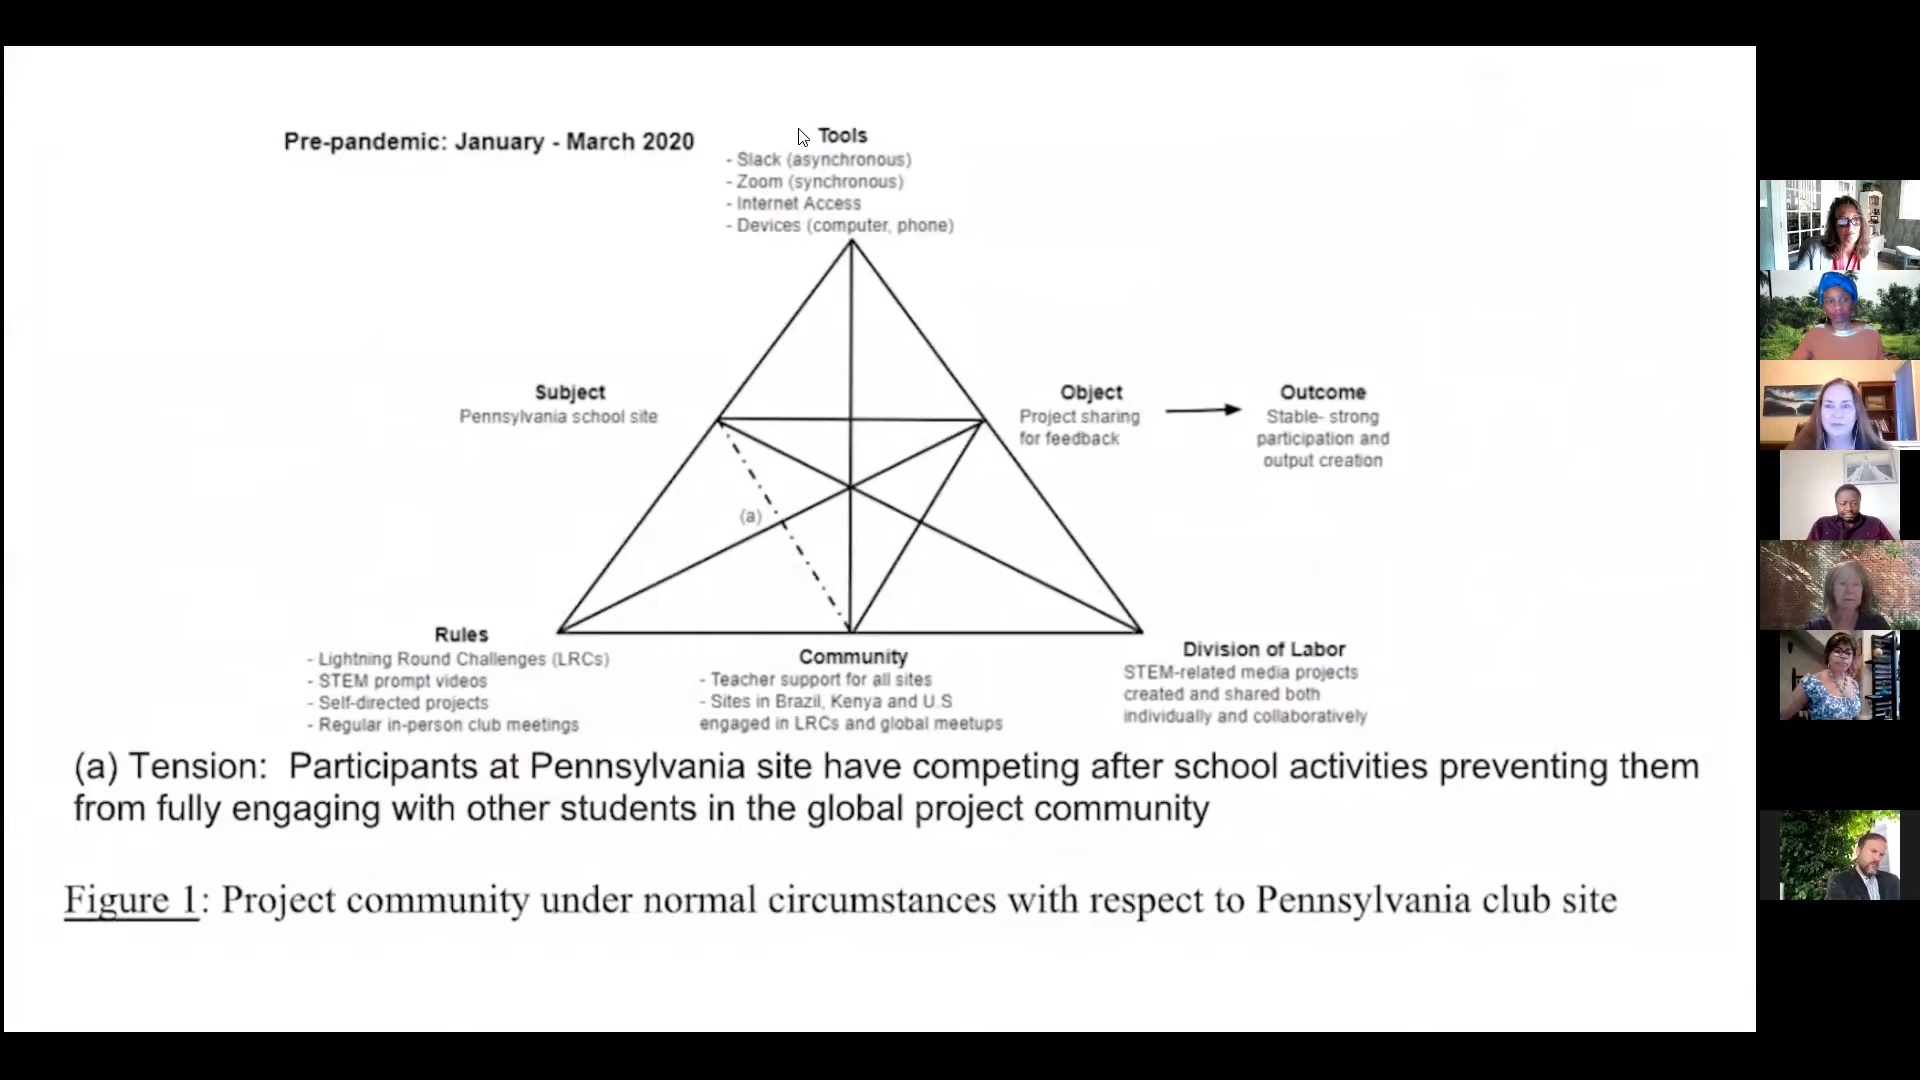 Pre-pandemic: January - March 2020
Tools
- Slack (asynchronous)
- Zoom (synchronous)
- Internet Access
- Devices (computer, phone)
Subject
Pennsylvania school site
Object
Project sharing
for feedback
Outcome
Stable- strong
participation and
output creation
(a)
Rules
- Lightning Round Challenges (LRCs)
- STEM prompt videos
- Self-directed projects
- Regular in-person club meetings
Community
- Teacher support for all sites
- Sites in Brazil, Kenya and U.S
engaged in LRCs and global meetups
Division of Labor
STEM-related media projects
created and shared both
individually and collaboratively
(a) Tension: Participants at Pennsylvania site have competing after school activities preventing them
from fully engaging with other students in the global project community
Figure 1: Project community under normal circumstances with respect to Pennsylvania club site